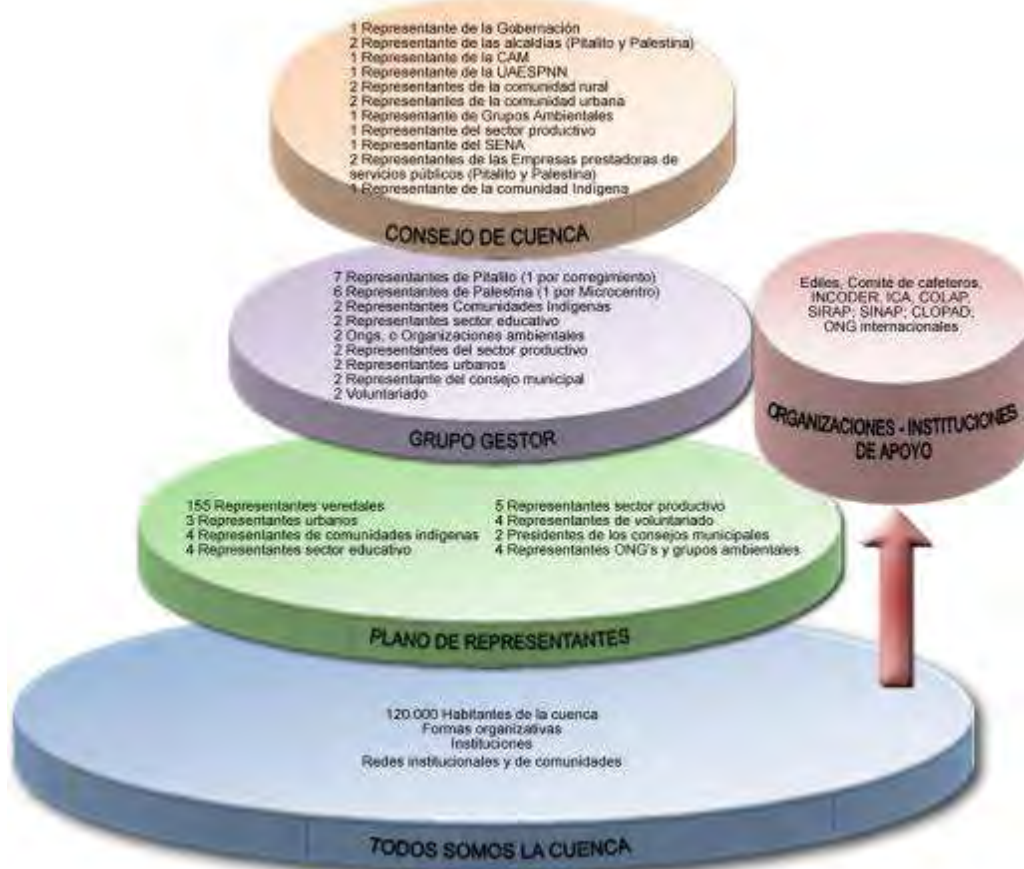 1 Representante de la Gobernación
2 Representante de las alcaldías (Pitalito y Palestina)
1 Representante de la CAM
1 Representante de la UAESPNN
2 Representantes de la comunidad rural
2 Representantes de la comunidad urbana
1 Representante de Grupos Ambientales
1 Representante del sector productivo
1 Representante del SENA
2 Representantes de las Empresas prestadoras de
servicios públicos (Pitalito y Palestina)
1 Representante de la comunidad Indígena
CONSEJO DE CUENCA
7 Representantes de Pitalito (1 por corregimiento)
6 Representantes de Palestina (1 por Microcentro)
2 Representantes Comunidades Indígenas
2 Representantes sector educativo
2 Ongs, o Organizaciones ambientales
2 Representantes del sector productivo
2 Representantes urbanos
2 Representante del consejo municipal
2 Voluntariado
GRUPO GESTOR
Ediles, Comite de cafeteros,
INCODER, ICA, COLAP,
SIRAP; SINAP; CLOPAD;
ONG internacionales
ORGANIZACIONES - INSTITUCIONES
DE APOYO
155 Representantes veredales
3 Representantes urbanos
4 Representantes de comunidades indígenas
4 Representantes sector educativo
5 Representantes sector productivo
4 Representantes de voluntariado
2 Presidentes de los consejos municipales
4 Representantes ONG's y grupos ambientales
PLANO DE REPRESENTANTES
120.000 Habitantes de la cuenca
Formas organizativas
Instituciones
Redes institucionales y de comunidades
TODOS SOMOS LA CUENCA